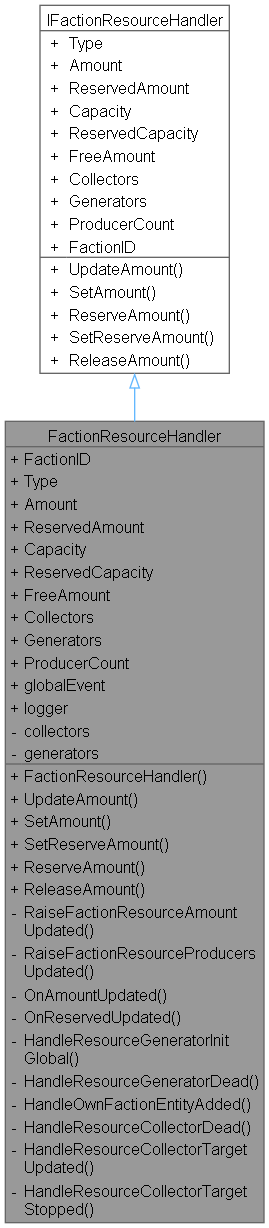 IFactionResourceHandler
+ Type
+ Amount
+ ReservedAmount
+ Capacity
+ ReservedCapacity
+ FreeAmount
+ Collectors
+ Generators
+ ProducerCount
+ FactionID
+ UpdateAmount()
+ SetAmount()
+ ReserveAmount()
+ SetReserveAmount()
+ ReleaseAmount()
FactionResourceHandler
+ FactionID
+ Type
+ Amount
+ ReservedAmount
+ Capacity
+ ReservedCapacity
+ FreeAmount
+ Collectors
+ Generators
+ ProducerCount
+ globalEvent
+ logger
- collectors
- generators
+ FactionResourceHandler()
+ UpdateAmount()
+ SetAmount()
+ SetReserveAmount()
+ ReserveAmount()
+ ReleaseAmount()
- RaiseFactionResourceAmount
Updated()
- RaiseFactionResourceProducers
Updated()
- OnAmountUpdated()
- OnReservedUpdated()
- HandleResourceGeneratorInit
Global()
- HandleResourceGeneratorDead()
- HandleOwnFactionEntityAdded()
- HandleResourceCollectorDead()
- HandleResourceCollectorTarget
Updated()
- HandleResourceCollectorTarget
Stopped()